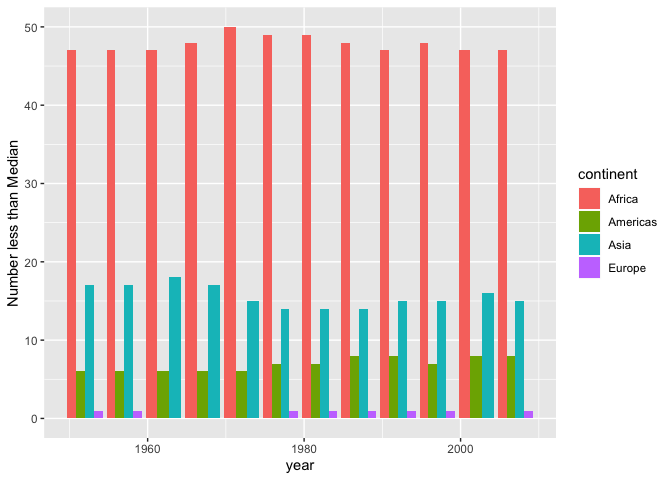 50
40
30
20
10
0
Number less than Median
1960
1980
2000
year
continent
Africa
Americas
Asia
Europe